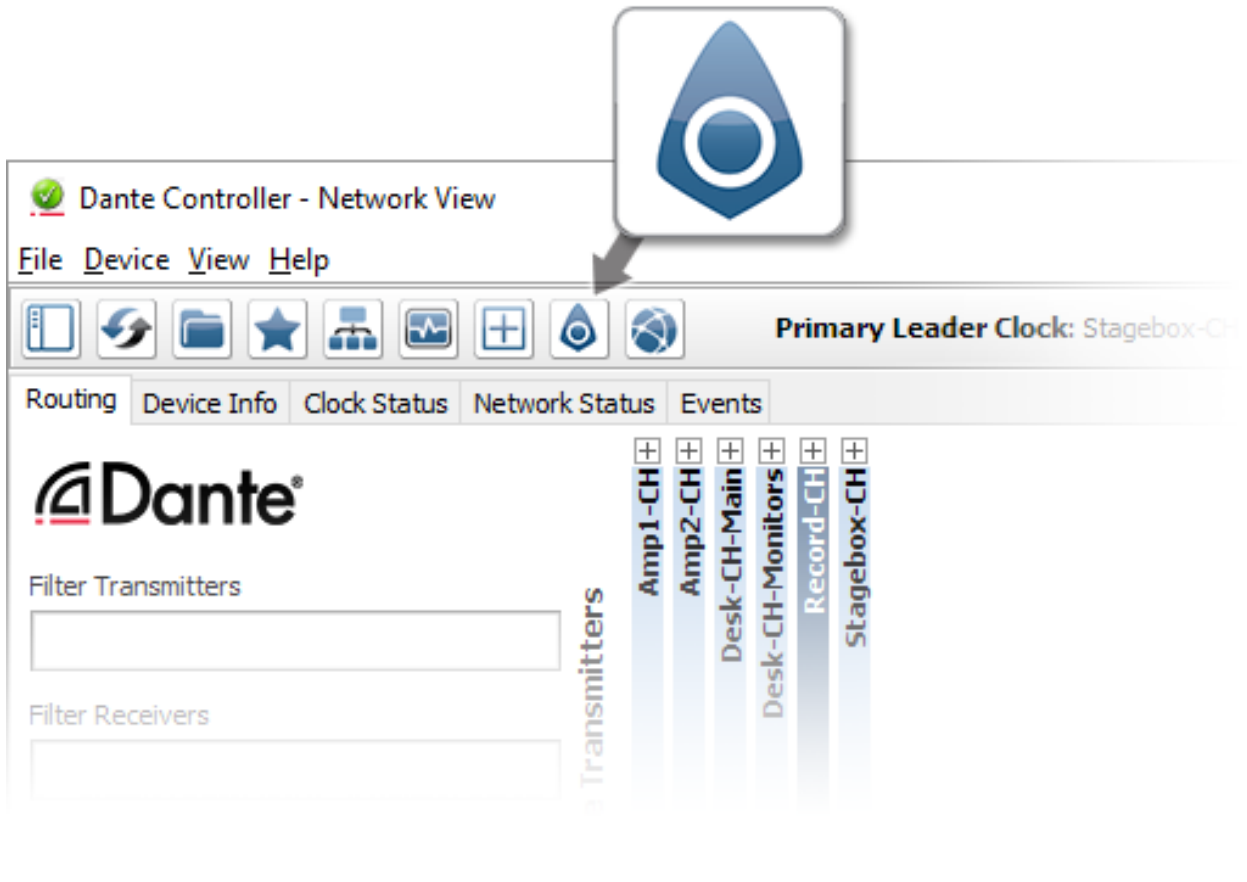 Dante Controller - Network View
File Device View Help
Primary Leader Clock: Stagebox-CH
Routing Device Info Clock Status Network Status Events
Dante®
Filter Transmitters
Filter Receivers
Transmitters
Amp1-CH
Amp2-CH
Desk-CH-Main
Desk-CH-Monitors
Record-CH
Stagebox-CH